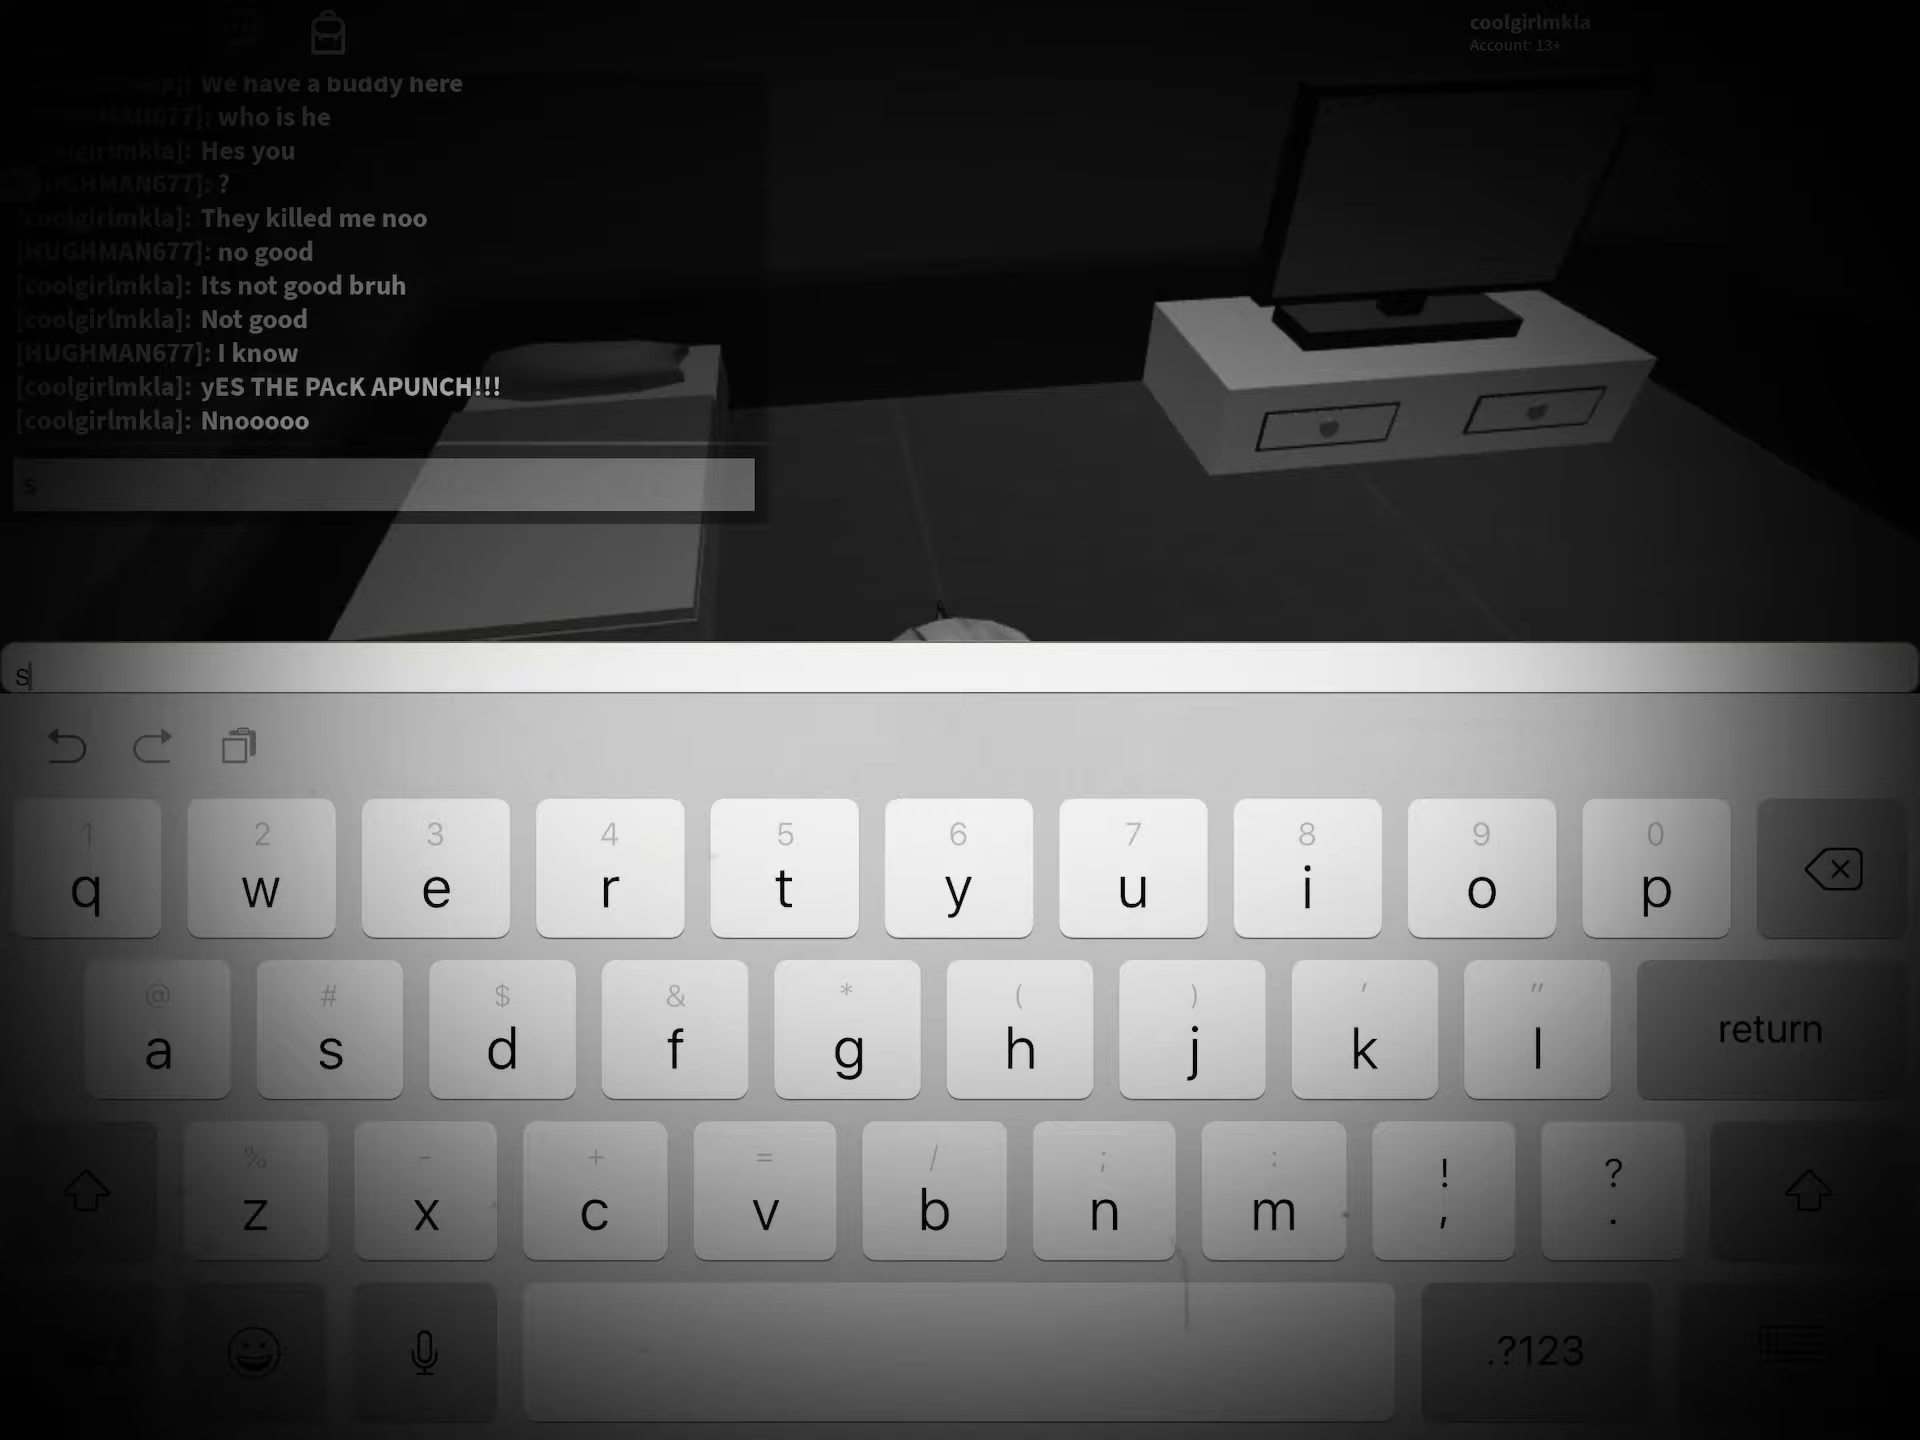 coolgirlmkla
Account: 13+
We have a buddy here
who is he
[coolgirlmkla]: Hes you
[HUGHMAN677]: ?
[coolgirlmkla]: They killed me noo
[HUGHMAN677]: no good
[coolgirlmkla]: Its not good bruh
[coolgirlmkla]: Not good
[HUGHMAN677]: I know
[coolgirlmkla]: yES THE PAcK APUNCH!!!
[coolgirlmkla]: Nnooooo
s
s
1 2 3 4 5 6 7 8 9 0
q w e r t y u i o p
@ # $ & * ( ) ' "
a s d f g h j k l return
% - + = / ; : ! ?
z x c v b n m , .
.?123